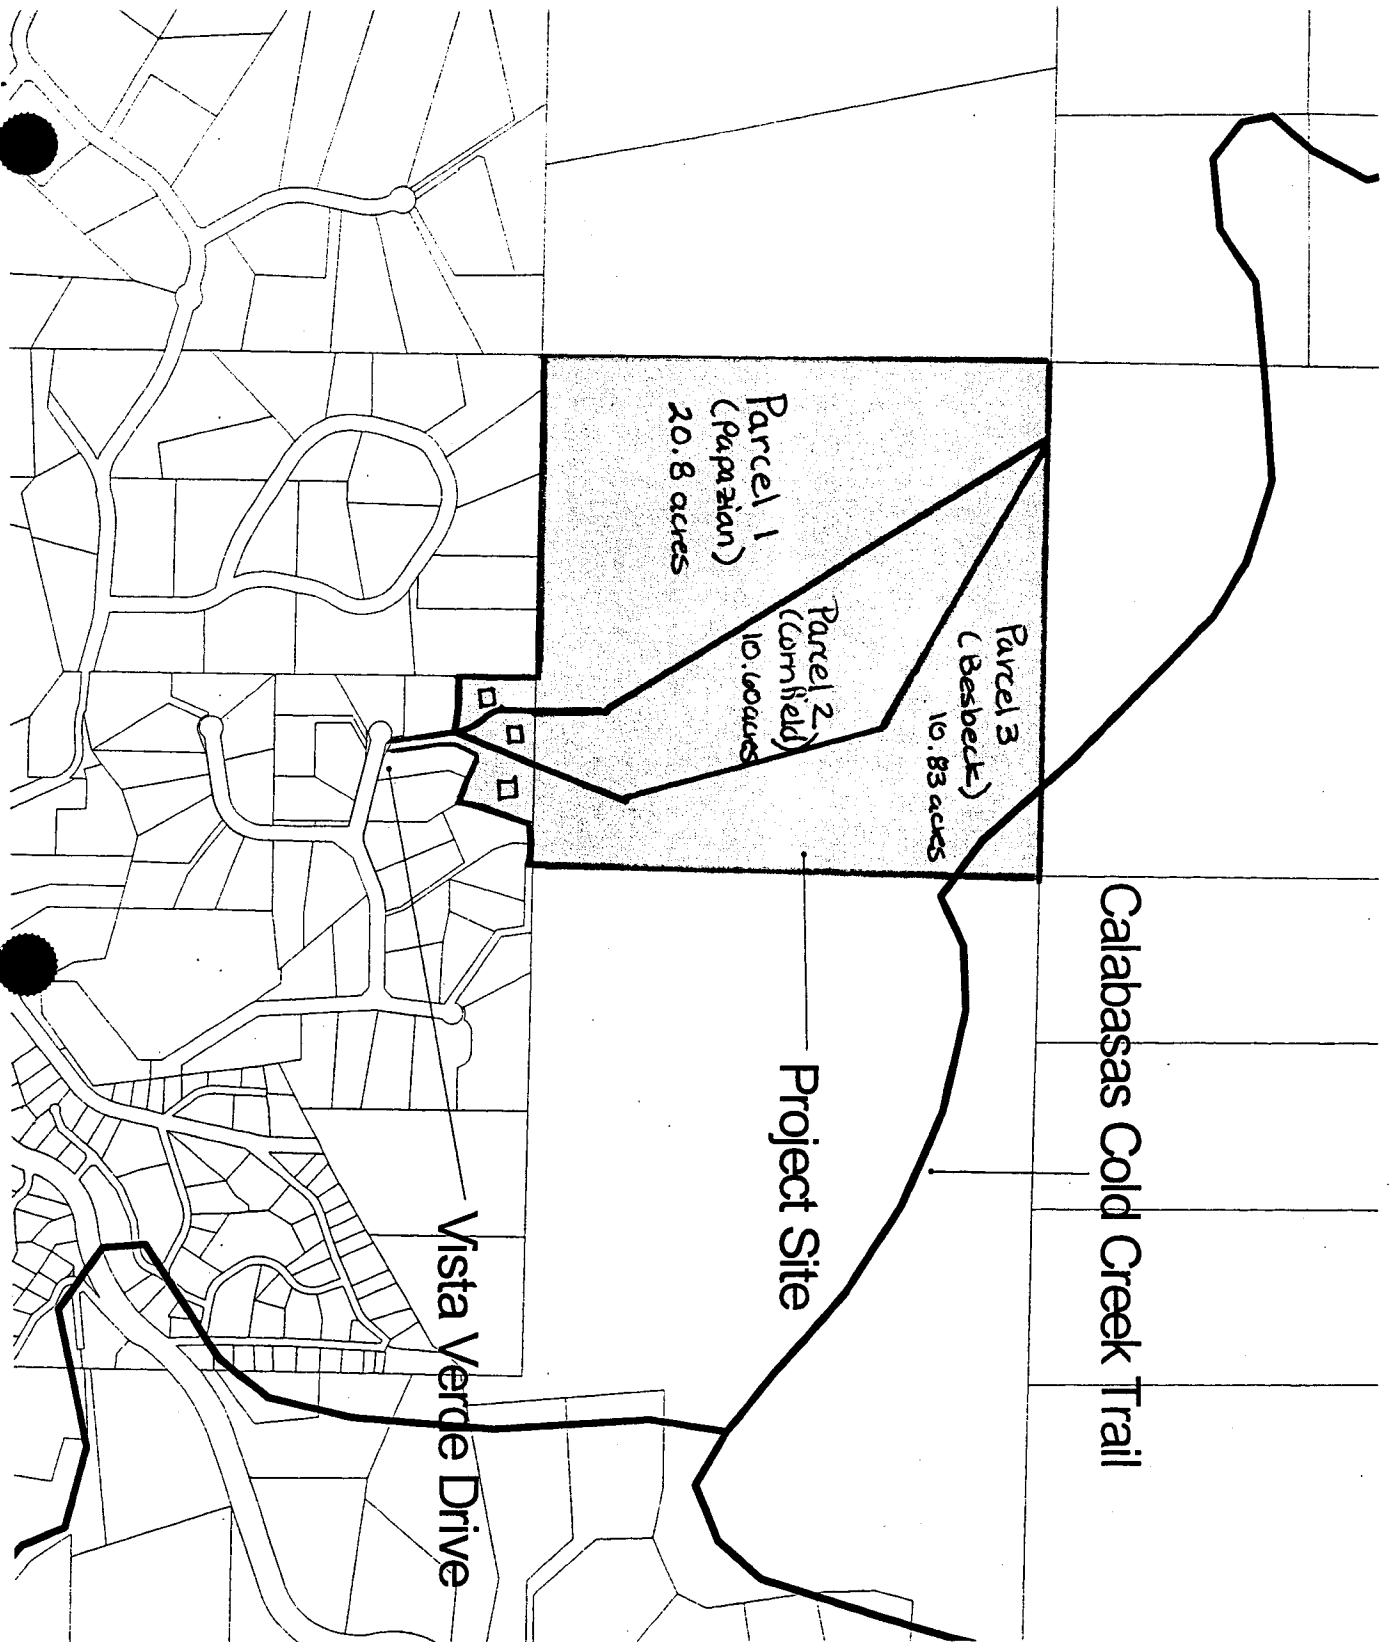 Parcel 1
(Papazian)
20.8 acres
Parcel 2
(Cornfield)
10.60 acres
Parcel 3
(Besbeck)
10.83 acres
Calabasas Cold Creek Trail
Project Site
Vista Verde Drive